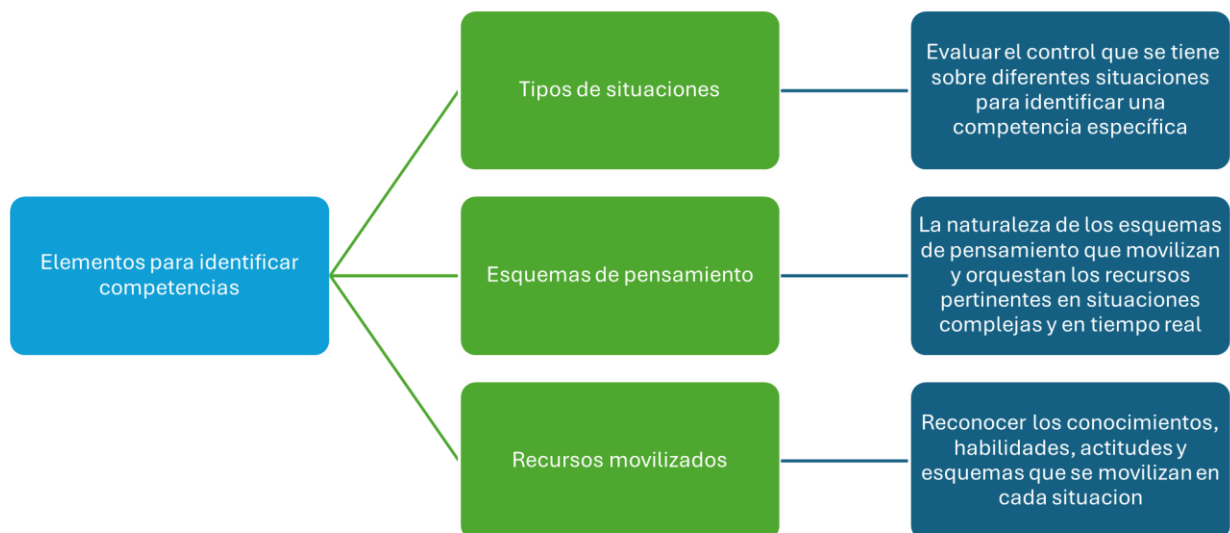 Elementos para identificar
competencias
Tipos de situaciones
Evaluar el control que se tiene
sobre diferentes situaciones
para identificar una
competencia específica
Esquemas de pensamiento
La naturaleza de los esquemas
de pensamiento que movilizan
y orquestan los recursos
pertinentes en situaciones
complejas y en tiempo real
Recursos movilizados
Reconocer los conocimientos,
habilidades, actitudes y
esquemas que se movilizan en
cada situacion